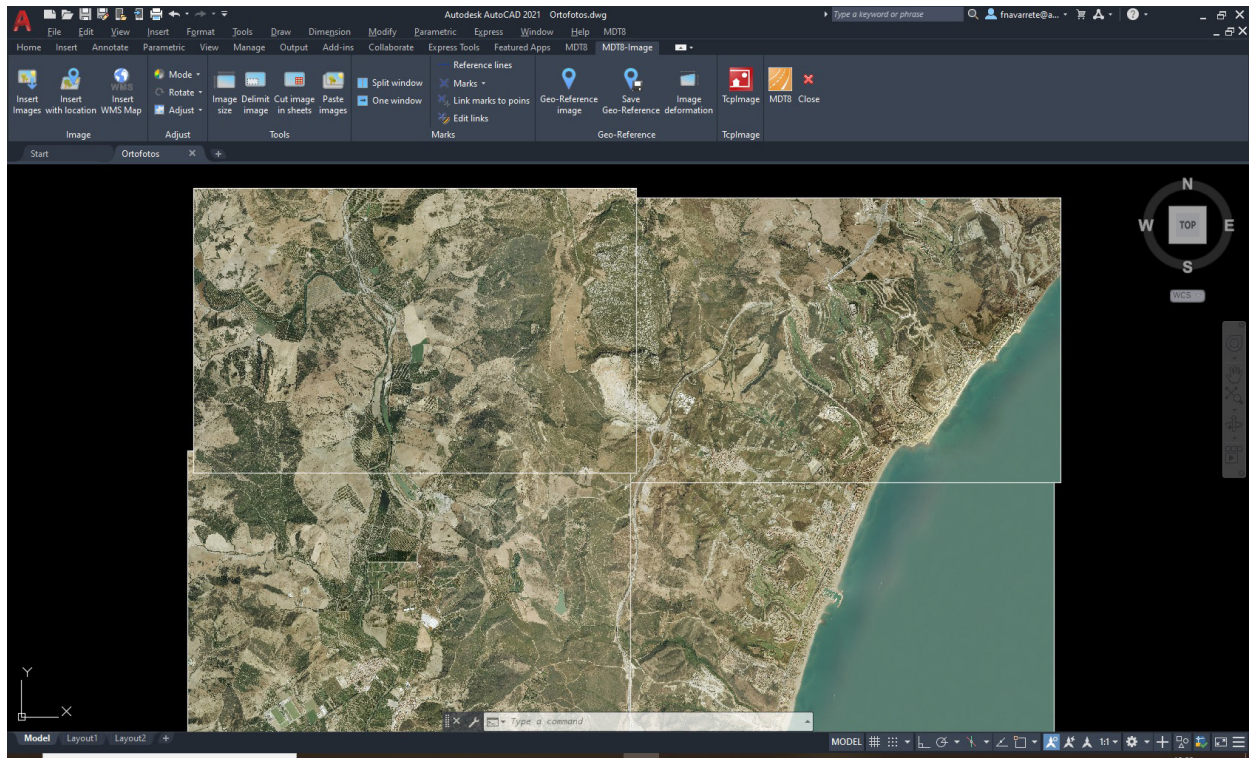 Autodesk AutoCAD 2021 Ortofotos.dwg
Type a keyword or phrase
fnavarrete@a...
File Edit View Insert Format Tools Draw Dimension Modify Parametric Express Window Help MDT8
Home Insert Annotate Parametric View Manage Output Add-ins Collaborate Express Tools Featured Apps MDT8 MDT8-Image
Insert Images
Insert with location
WMS
Insert WMS Map
Image
Mode
Rotate
Adjust
Adjust
Image size
Delimit image
Cut image in sheets
Paste images
Tools
Split window
One window
Reference lines
Marks
Link marks to poins
Edit links
Marks
Geo-Reference image
Save Geo-Reference
Image deformation
Geo-Reference
TcpImage
TcpImage
MDT8
Close
Start
Ortofotos
N
W
TOP
E
S
WCS
Y
X
Type a command
Model Layout1 Layout2
MODEL
1:1